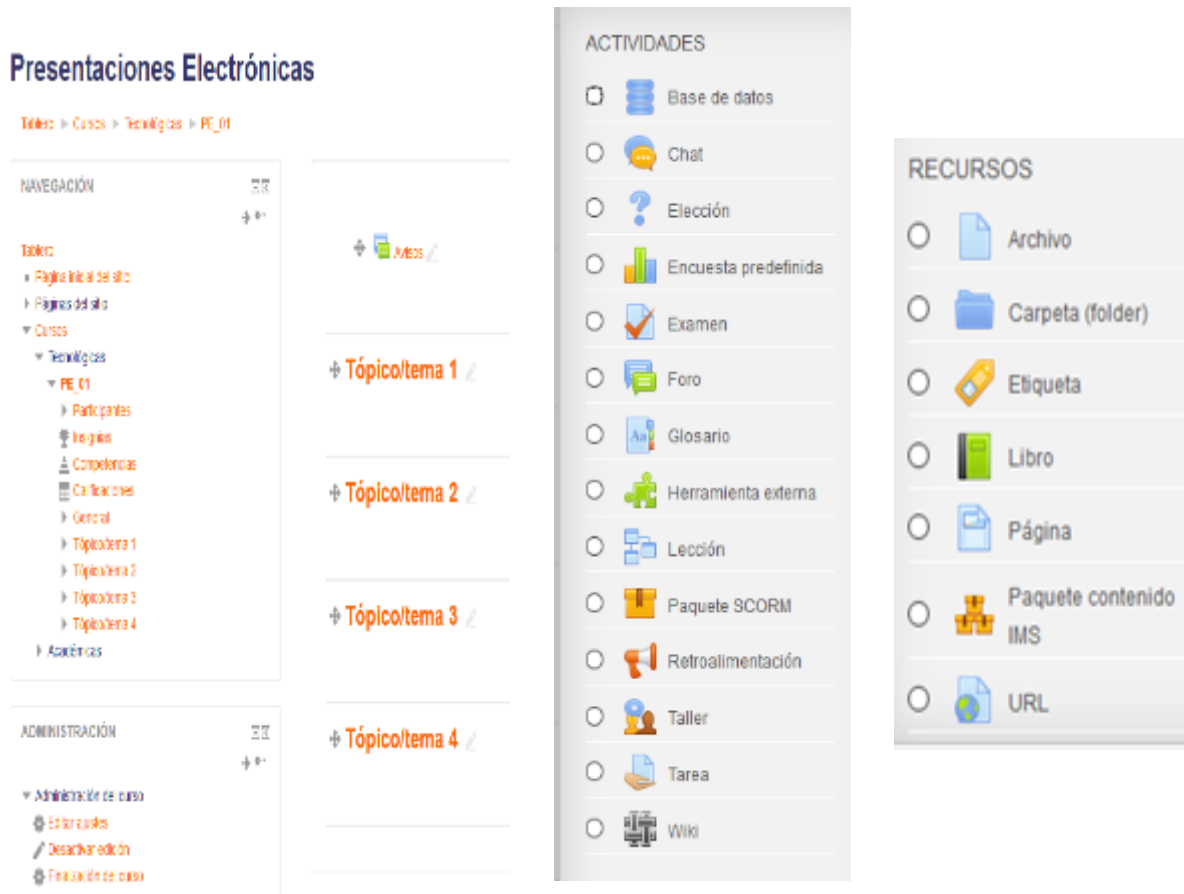 Presentaciones Electrónicas
Tablero Cursos Tecnológicas PE_01
NAVEGACIÓN
Tablero
Página inicial del sitio
Páginas del sitio
Cursos
Tecnológicas
PE_01
Participantes
Insignias
Competencias
Calificaciones
General
Tópico/tema 1
Tópico/tema 2
Tópico/tema 3
Tópico/tema 4
Académicas
ADMINISTRACIÓN
Administración del curso
Editar ajustes
Desactivar edición
Finalización de curso
Avisos
Tópico/tema 1
Tópico/tema 2
Tópico/tema 3
Tópico/tema 4
ACTIVIDADES
Base de datos
Chat
Elección
Encuesta predefinida
Examen
Foro
Glosario
Herramienta externa
Lección
Paquete SCORM
Retroalimentación
Taller
Tarea
Wiki
RECURSOS
Archivo
Carpeta (folder)
Etiqueta
Libro
Página
Paquete contenido
IMS
URL